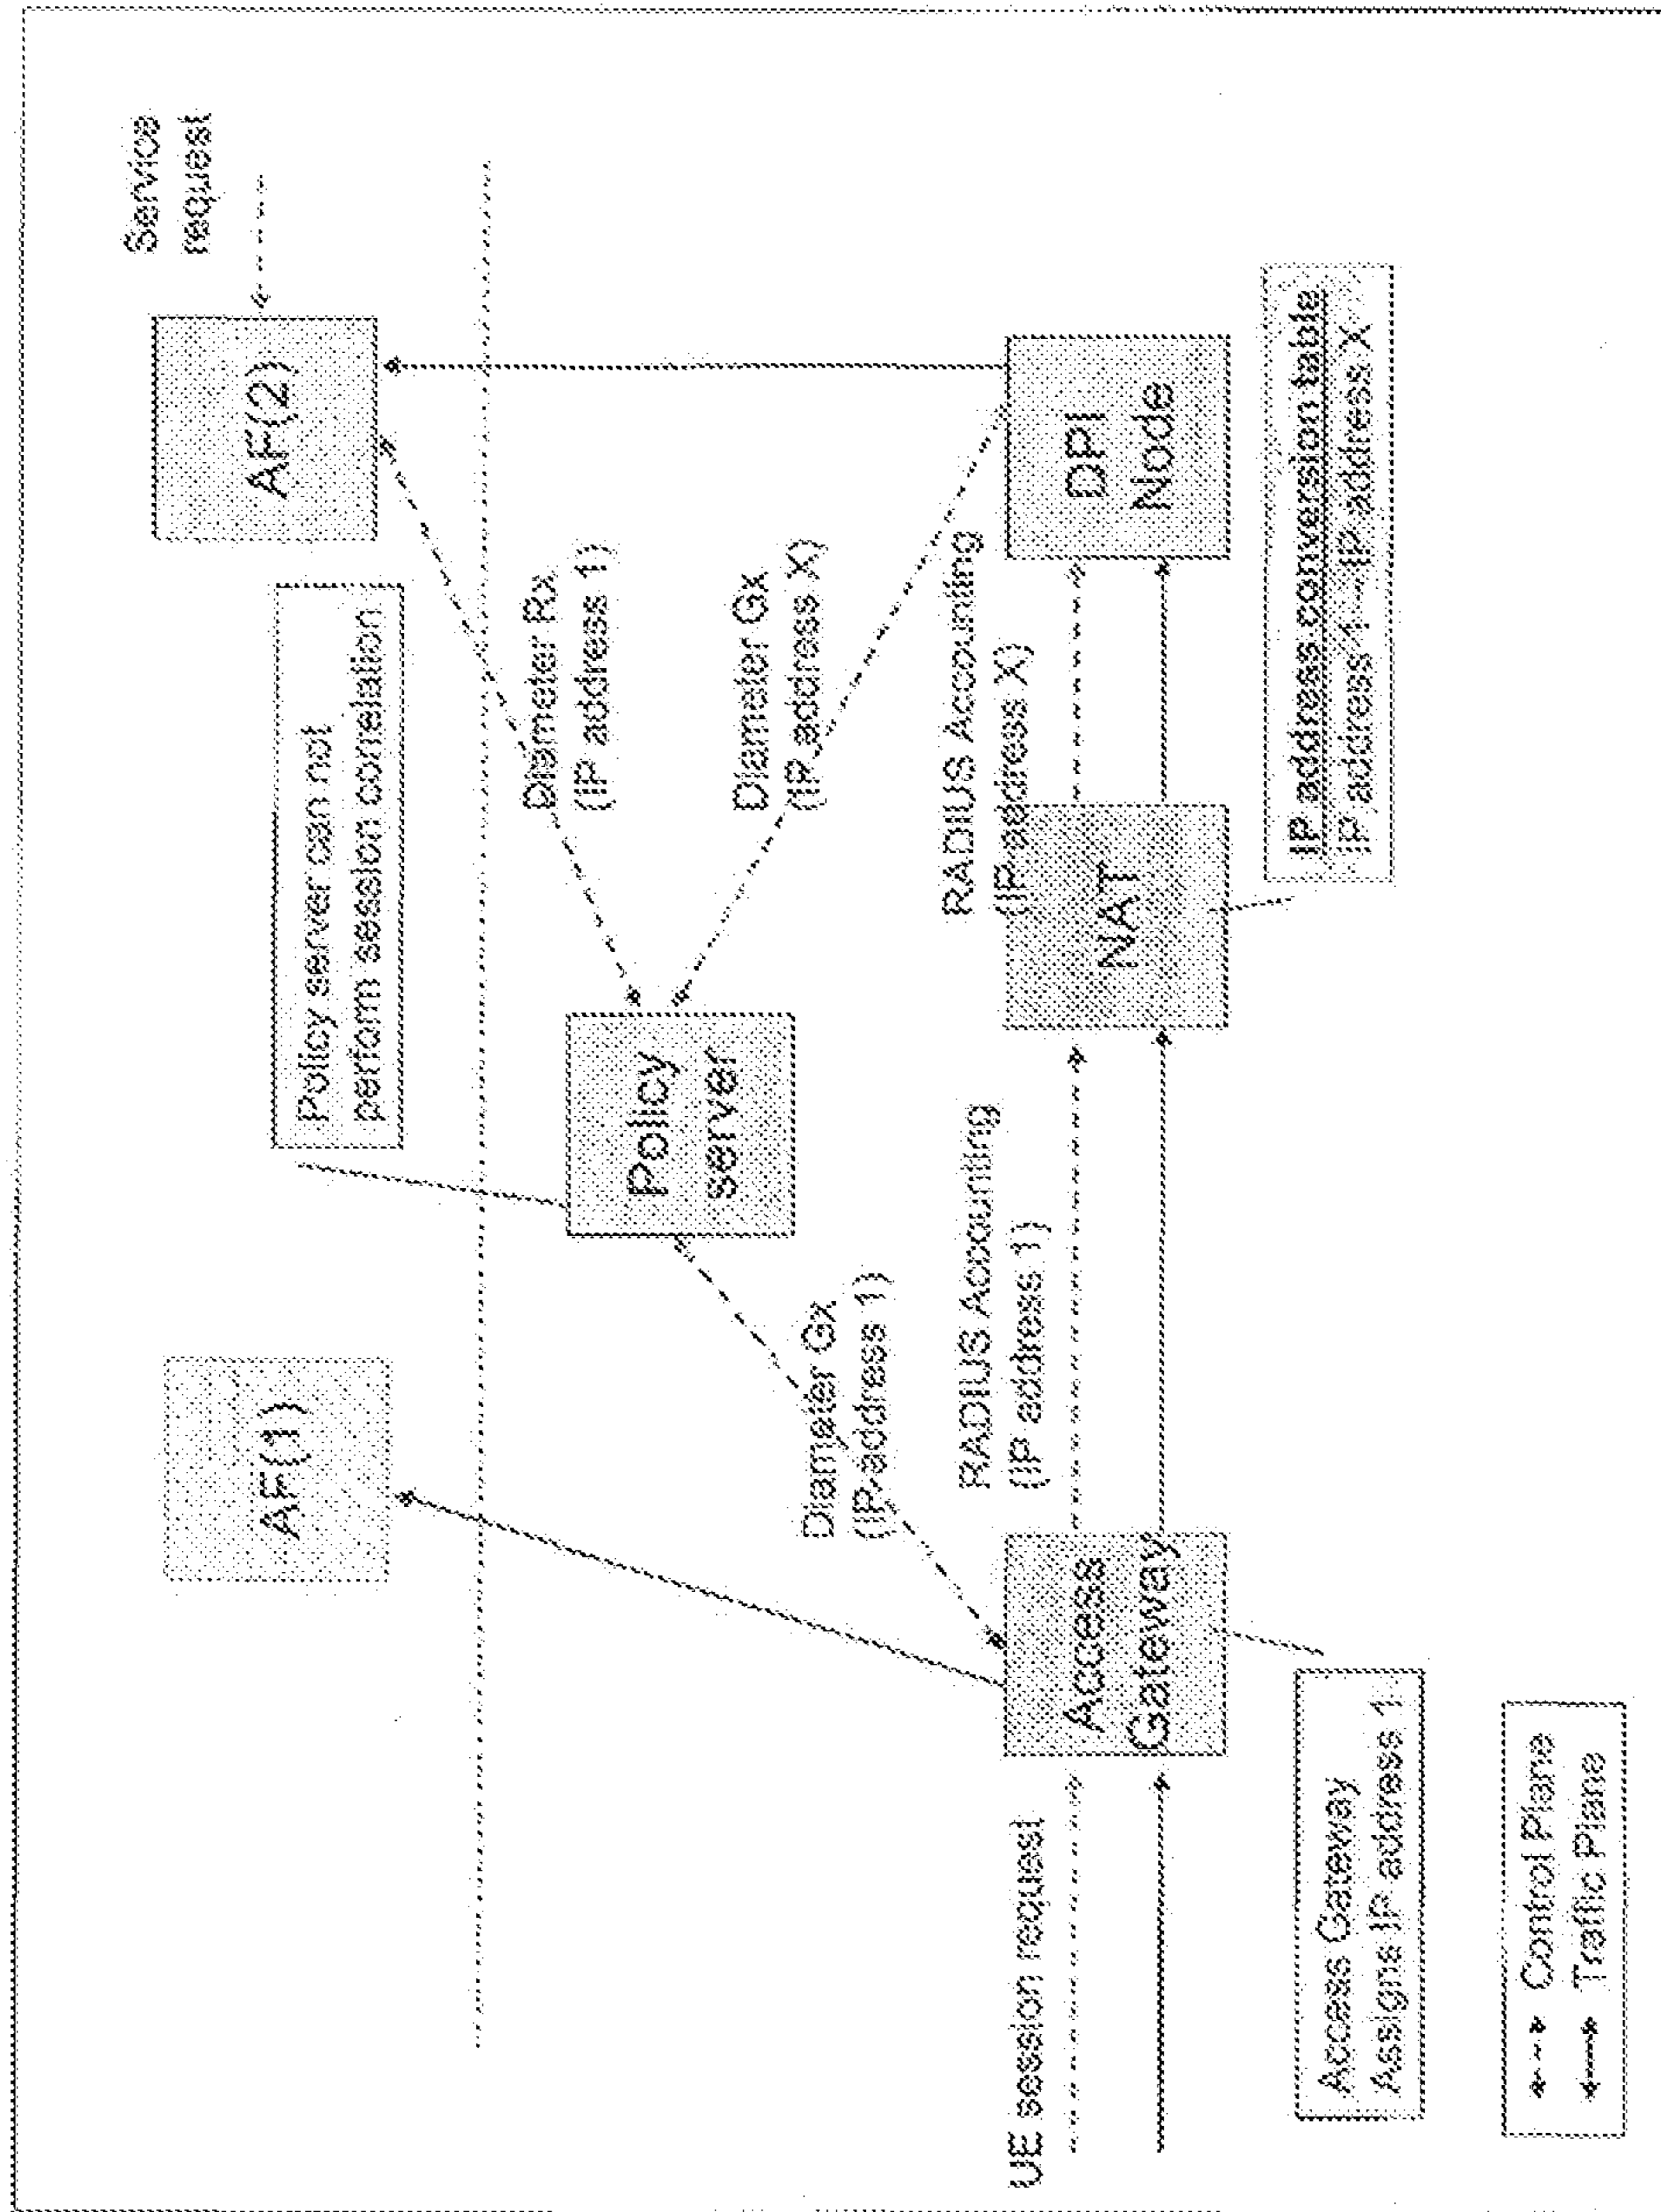 Service
request
AF(1)
AF(2)
Policy server can not
perform session correlation
Policy
server
Diameter Rx
(IP address 1)
Diameter Gx
(IP address X)
Diameter Gx
(IP address 1)
UE session request
Access
Gateway
RADIUS Accounting
(IP address 1)
NAT
RADIUS Accounting
(IP address X)
DPI
Node
Access Gateway
Assigns IP address 1
IP address conversion table
IP address 1 --- IP address X
Control Plane
Traffic Plane